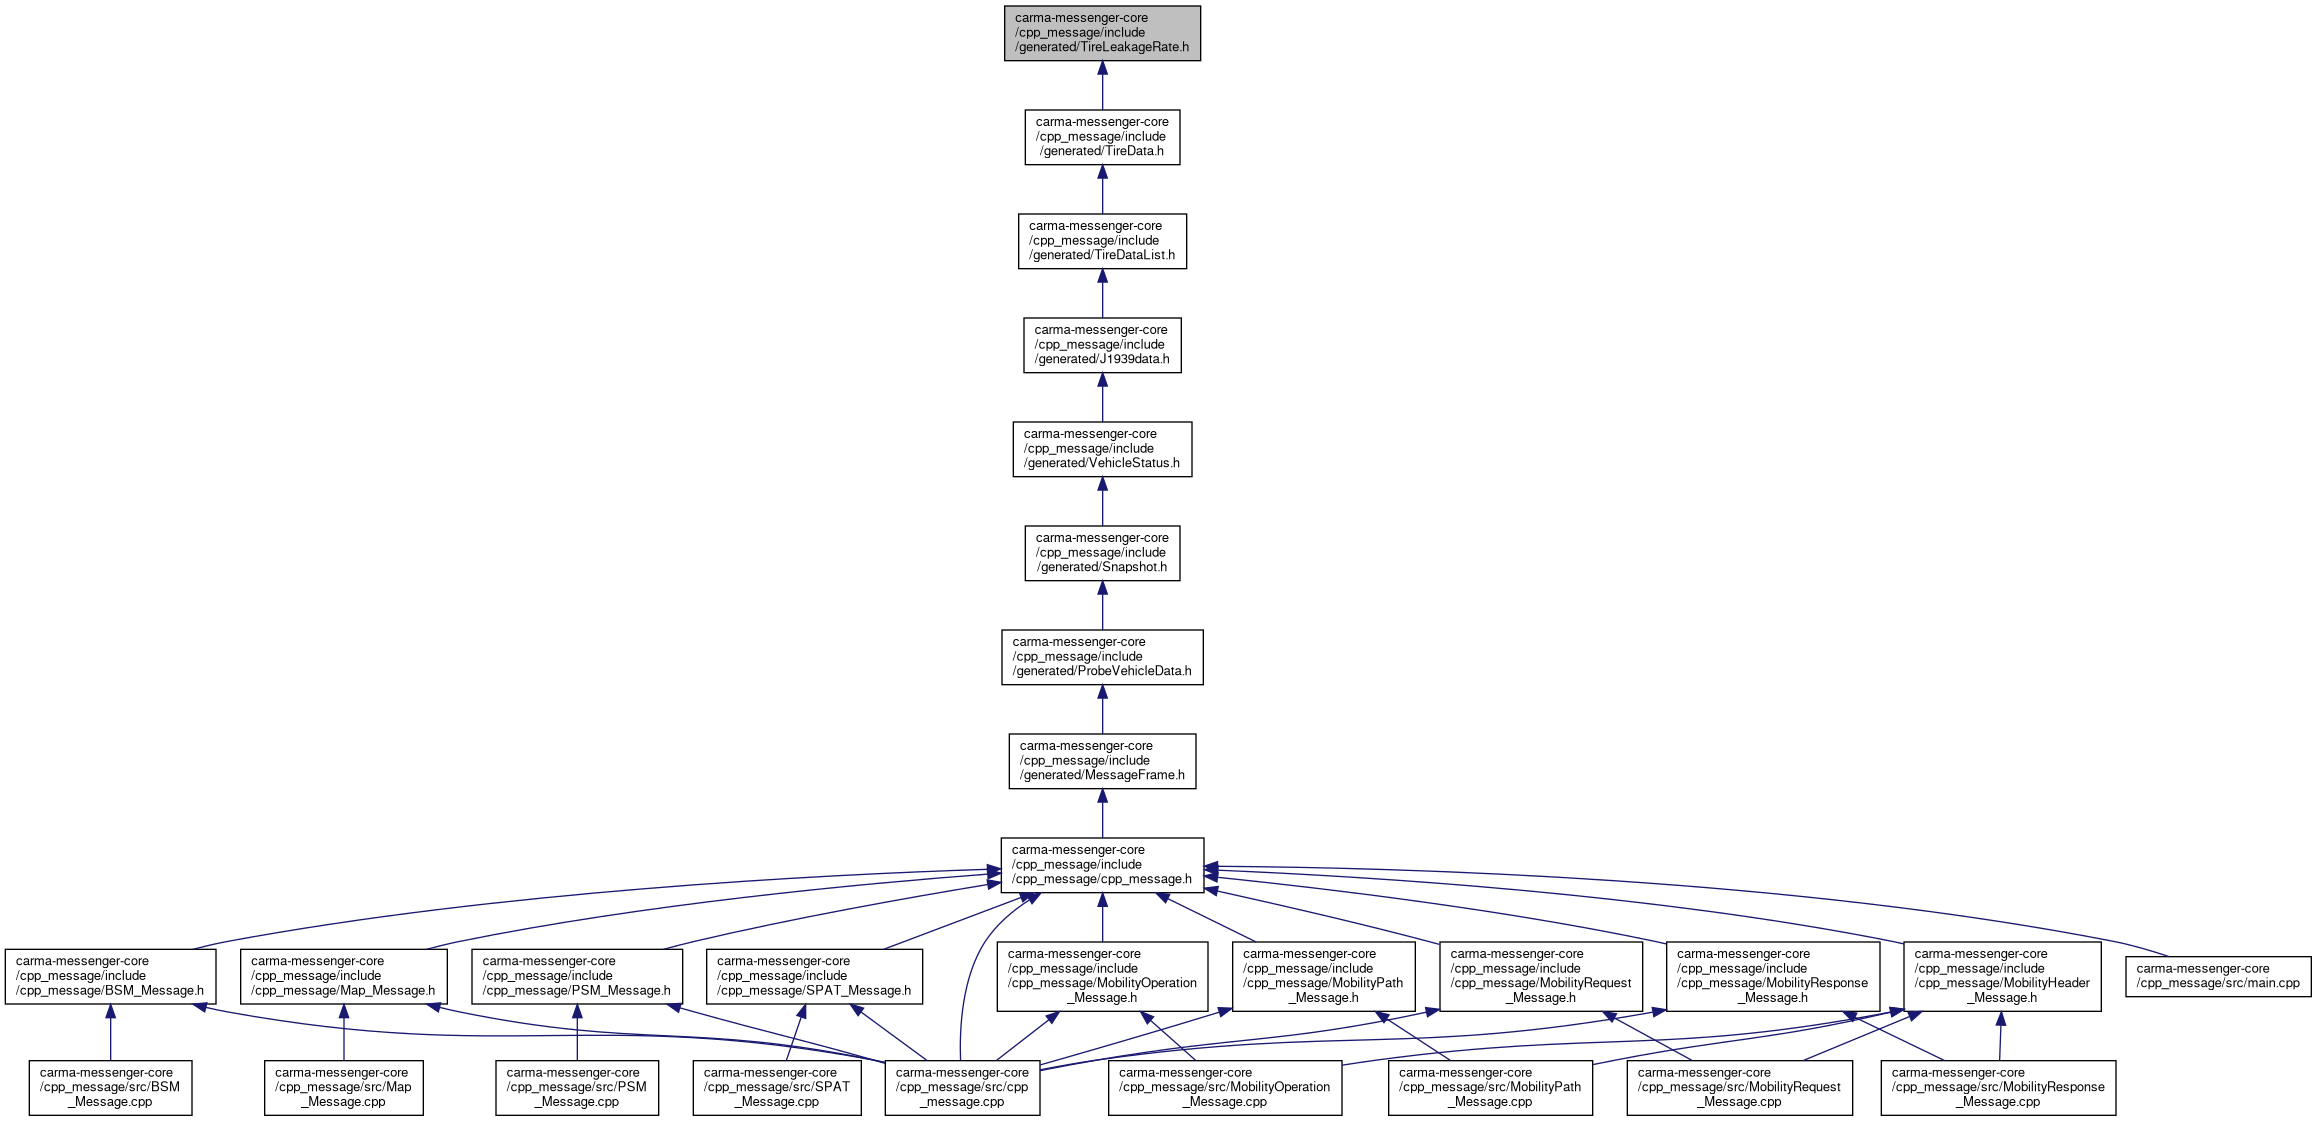 carma-messenger-core
/cpp_message/include
/generated/TireLeakageRate.h
carma-messenger-core
/cpp_message/include
/generated/TireData.h
carma-messenger-core
/cpp_message/include
/generated/TireDataList.h
carma-messenger-core
/cpp_message/include
/generated/J1939data.h
carma-messenger-core
/cpp_message/include
/generated/VehicleStatus.h
carma-messenger-core
/cpp_message/include
/generated/Snapshot.h
carma-messenger-core
/cpp_message/include
/generated/ProbeVehicleData.h
carma-messenger-core
/cpp_message/include
/generated/MessageFrame.h
carma-messenger-core
/cpp_message/include
/cpp_message/cpp_message.h
carma-messenger-core
/cpp_message/include
/cpp_message/BSM_Message.h
carma-messenger-core
/cpp_message/include
/cpp_message/Map_Message.h
carma-messenger-core
/cpp_message/include
/cpp_message/PSM_Message.h
carma-messenger-core
/cpp_message/include
/cpp_message/SPAT_Message.h
carma-messenger-core
/cpp_message/include
/cpp_message/MobilityOperation
_Message.h
carma-messenger-core
/cpp_message/include
/cpp_message/MobilityPath
_Message.h
carma-messenger-core
/cpp_message/include
/cpp_message/MobilityRequest
_Message.h
carma-messenger-core
/cpp_message/include
/cpp_message/MobilityResponse
_Message.h
carma-messenger-core
/cpp_message/include
/cpp_message/MobilityHeader
_Message.h
carma-messenger-core
/cpp_message/src/main.cpp
carma-messenger-core
/cpp_message/src/BSM
_Message.cpp
carma-messenger-core
/cpp_message/src/Map
_Message.cpp
carma-messenger-core
/cpp_message/src/PSM
_Message.cpp
carma-messenger-core
/cpp_message/src/SPAT
_Message.cpp
carma-messenger-core
/cpp_message/src/cpp
_message.cpp
carma-messenger-core
/cpp_message/src/MobilityOperation
_Message.cpp
carma-messenger-core
/cpp_message/src/MobilityPath
_Message.cpp
carma-messenger-core
/cpp_message/src/MobilityRequest
_Message.cpp
carma-messenger-core
/cpp_message/src/MobilityResponse
_Message.cpp